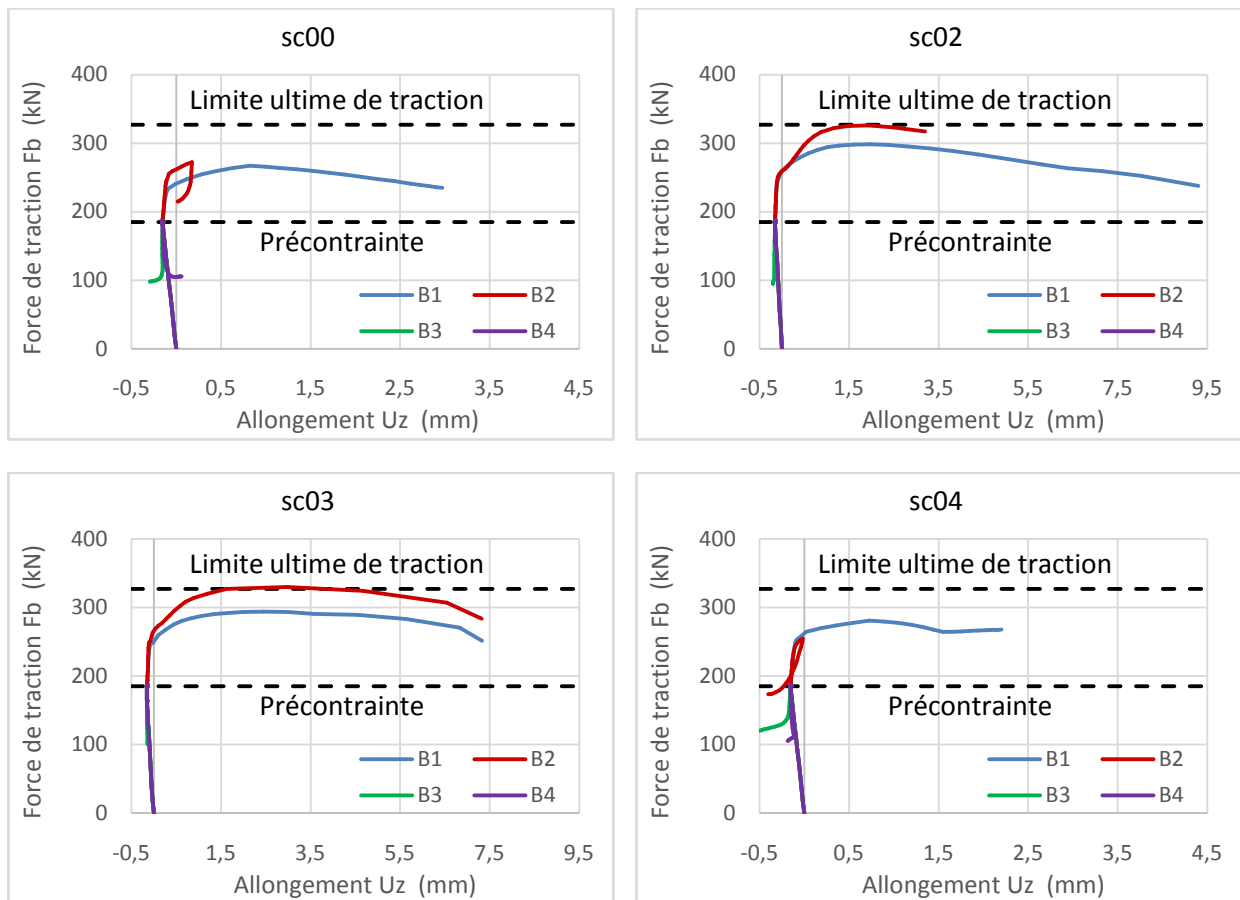 sc00
400
300
200
100
0
Force de traction Fb (kN)
Limite ultime de traction
Précontrainte
B1 B2
B3 B4
-0,5 0,5 1,5 2,5 3,5 4,5
Allongement Uz (mm)
sc02
400
300
200
100
0
Force de traction Fb (kN)
Limite ultime de traction
Précontrainte
B1 B2
B3 B4
-0,5 1,5 3,5 5,5 7,5 9,5
Allongement Uz (mm)
sc03
400
300
200
100
0
Force de traction Fb (kN)
Limite ultime de traction
Précontrainte
B1 B2
B3 B4
-0,5 1,5 3,5 5,5 7,5 9,5
Allongement Uz (mm)
sc04
400
300
200
100
0
Force de traction Fb (kN)
Limite ultime de traction
Précontrainte
B1 B2
B3 B4
-0,5 0,5 1,5 2,5 3,5 4,5
Allongement Uz (mm)